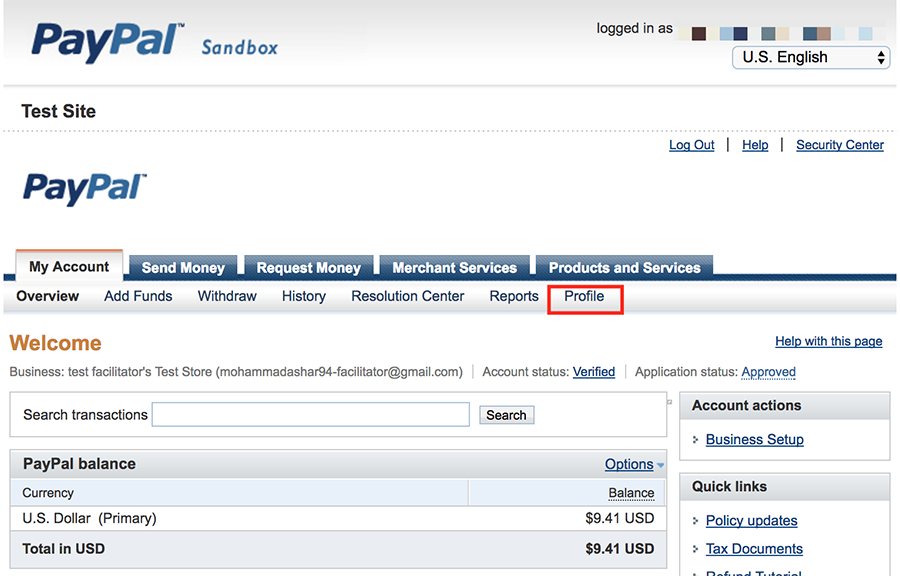 PayPal™ Sandbox
logged in as
U.S. English
Test Site
Log Out | Help | Security Center
PayPal™
My Account Send Money Request Money Merchant Services Products and Services
Overview Add Funds Withdraw History Resolution Center Reports Profile
Welcome
Help with this page
Business: test facilitator's Test Store (mohammadashar94-facilitator@gmail.com) | Account status: Verified | Application status: Approved
Search transactions Search
Account actions
Business Setup
PayPal balance Options
Currency Balance
U.S. Dollar (Primary) $9.41 USD
Total in USD $9.41 USD
Quick links
Policy updates
Tax Documents
Refund Tutorial